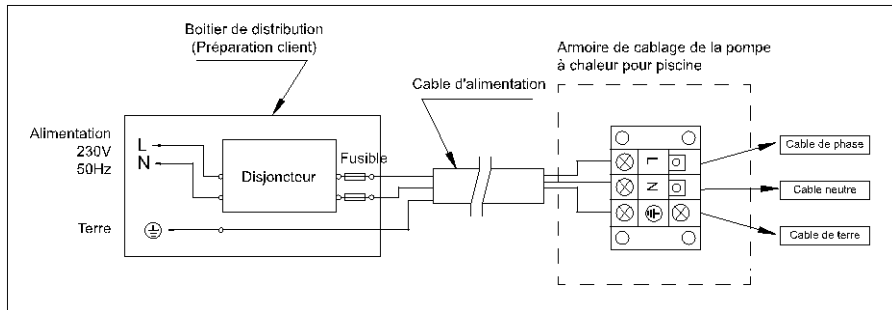 Boitier de distribution
(Préparation client)
Armoire de cablage de la pompe
à chaleur pour piscine
Cable d'alimentation
Alimentation
230V
50Hz
L
N
Disjoncteur
Fusible
Terre
L
N
Cable de phase
Cable neutre
Cable de terre